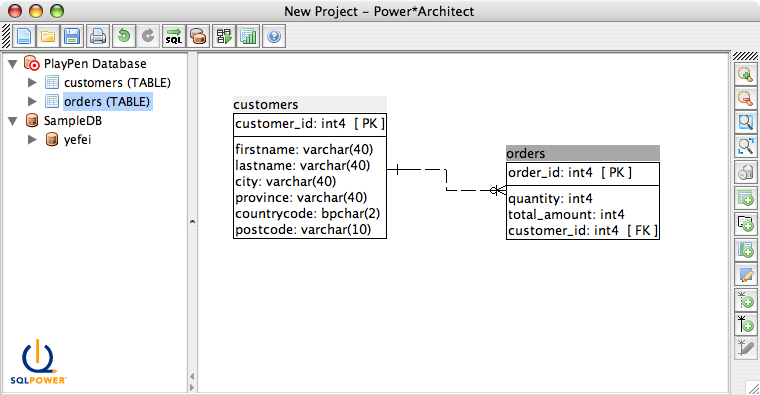 New Project – Power*Architect
SQL
PlayPen Database
customers (TABLE)
orders (TABLE)
SampleDB
yefei
SQLPOWER
customers
customer_id: int4 [ PK ]
firstname: varchar(40)
lastname: varchar(40)
city: varchar(40)
province: varchar(40)
countrycode: bpchar(2)
postcode: varchar(10)
orders
order_id: int4 [ PK ]
quantity: int4
total_amount: int4
customer_id: int4 [ FK ]